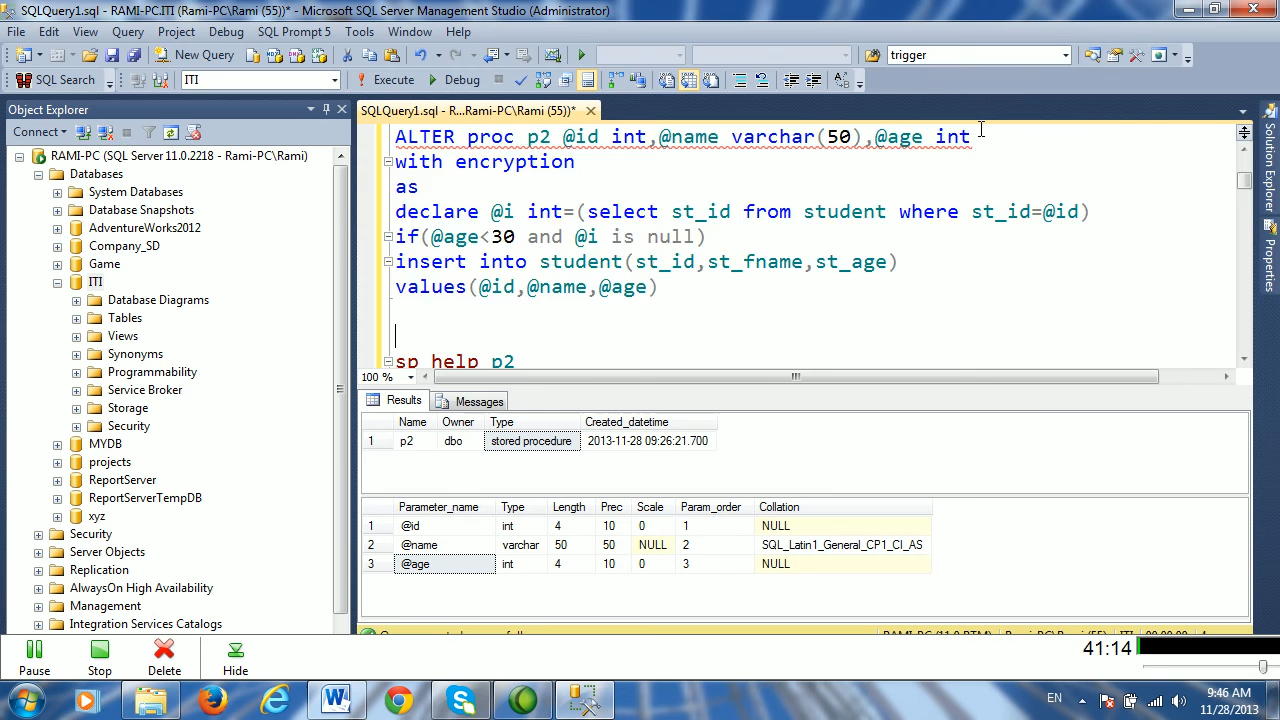 SQLQuery1.sql - RAMI-PC.ITI (Rami-PC\Rami (55))* - Microsoft SQL Server Management Studio (Administrator)
File Edit View Query Project Debug SQL Prompt 5 Tools Window Help
New Query trigger
SQL Search ITI Execute Debug
Object Explorer
Connect
RAMI-PC (SQL Server 11.0.2218 - Rami-PC\Rami)
Databases
System Databases
Database Snapshots
AdventureWorks2012
Company_SD
Game
ITI
Database Diagrams
Tables
Views
Synonyms
Programmability
Service Broker
Storage
Security
MYDB
projects
ReportServer
ReportServerTempDB
xyz
Security
Server Objects
Replication
AlwaysOn High Availability
Management
Integration Services Catalogs
SQLQuery1.sql - R...Rami-PC\Rami (55))*
ALTER proc p2 @id int,@name varchar(50),@age int
with encryption
as
declare @i int=(select st_id from student where st_id=@id)
if(@age<30 and @i is null)
insert into student(st_id,st_fname,st_age)
values(@id,@name,@age)
sp_help p2
100 %
Results Messages
Name Owner Type Created_datetime
1 p2 dbo stored procedure 2013-11-28 09:26:21.700
Parameter_name Type Length Prec Scale Param_order Collation
1 @id int 4 10 0 1 NULL
2 @name varchar 50 50 NULL 2 SQL_Latin1_General_CP1_CI_AS
3 @age int 4 10 0 3 NULL
Solution Explorer
Properties
Pause Stop Delete Hide
41:14
EN
9:46 AM
11/28/2013